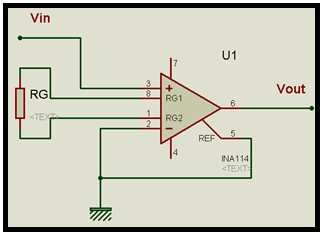 Vin
7
U1
RG
<TEXT>
3
8
1
2
+
RG1
RG2
−
6
Vout
REF
5
4
INA114
<TEXT>